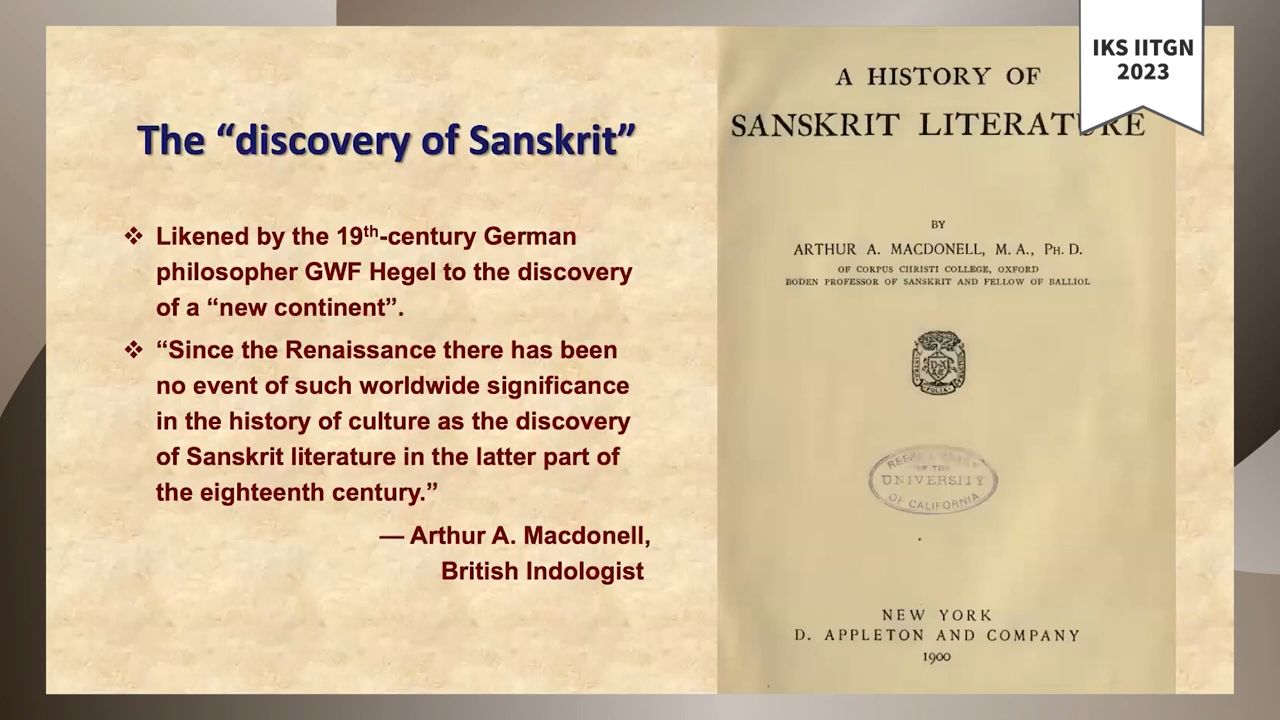 The “discovery of Sanskrit”
❖ Likened by the 19th-century German
philosopher GWF Hegel to the discovery
of a “new continent”.
❖ “Since the Renaissance there has been
no event of such worldwide significance
in the history of culture as the discovery
of Sanskrit literature in the latter part of
the eighteenth century.”
— Arthur A. Macdonell,
British Indologist
IKS IITGN
2023
A HISTORY OF
SANSKRIT LITERATURE
BY
ARTHUR A. MACDONELL, M. A., Ph. D.
OF CORPUS CHRISTI COLLEGE, OXFORD
BODEN PROFESSOR OF SANSKRIT AND FELLOW OF BALLIOL
OF THE
UNIVERSITY
OF CALIFORNIA
NEW YORK
D. APPLETON AND COMPANY
1900